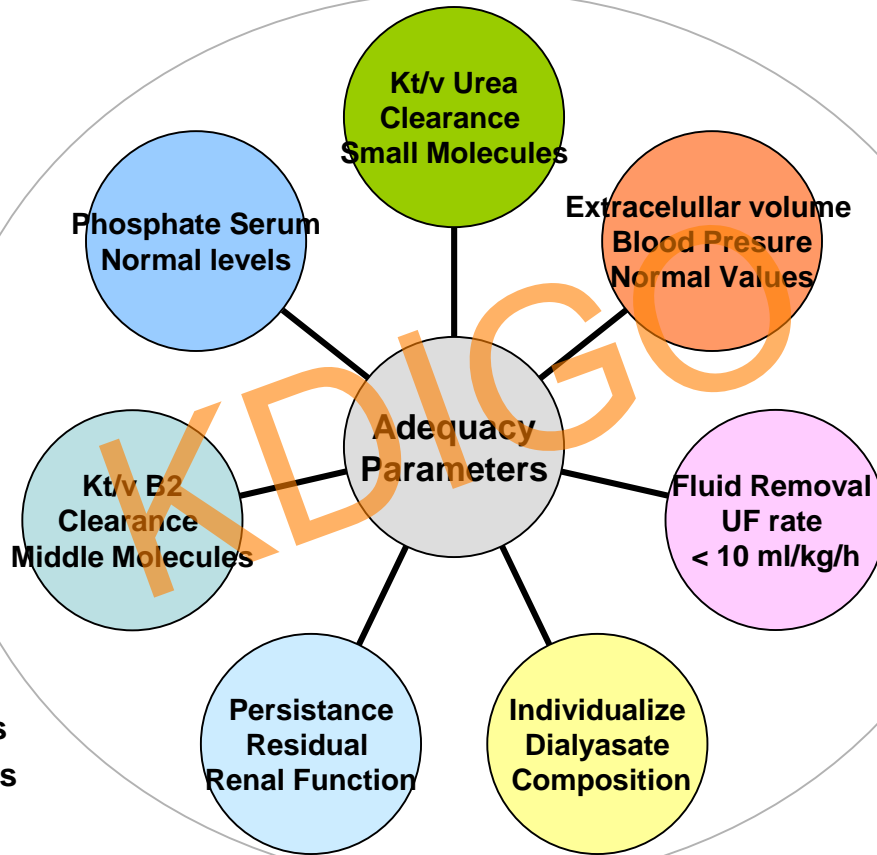 Kt/v Urea
Clearance
Small Molecules
Extracelullar volume
Blood Presure
Normal Values
Fluid Removal
UF rate
< 10 ml/kg/h
Individualize
Dialyasate
Composition
Persistance
Residual
Renal Function
Kt/v B2
Clearance
Middle Molecules
Phosphate Serum
Normal levels
Adequacy
Parameters
KDIGO
s
s